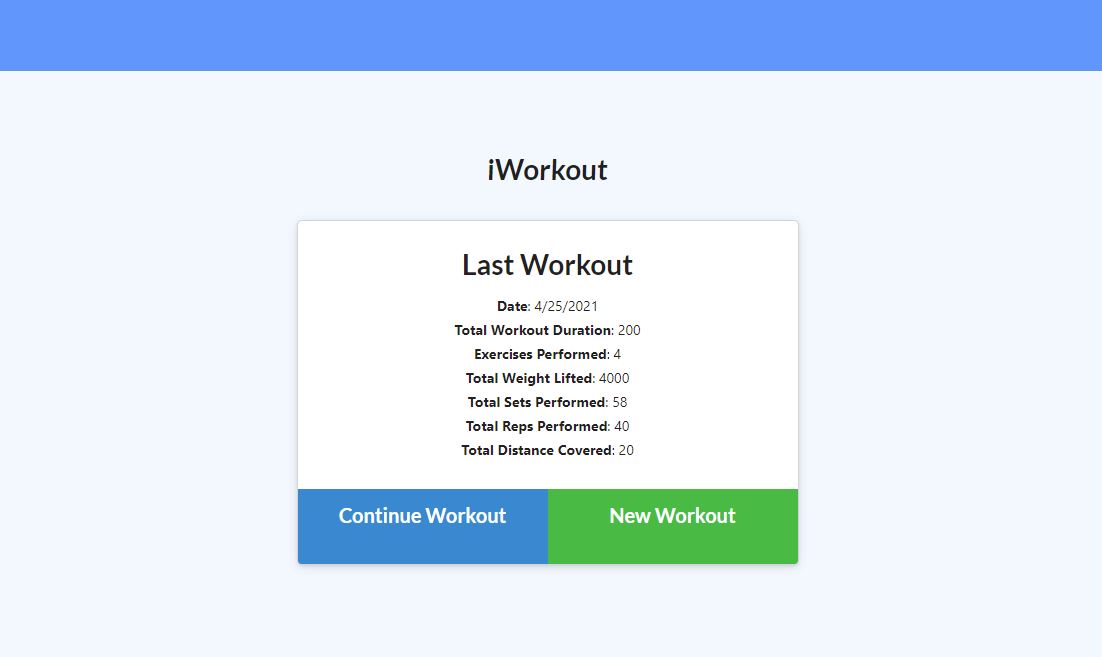 iWorkout
Last Workout
Date: 4/25/2021
Total Workout Duration: 200
Exercises Performed: 4
Total Weight Lifted: 4000
Total Sets Performed: 58
Total Reps Performed: 40
Total Distance Covered: 20
Continue Workout
New Workout